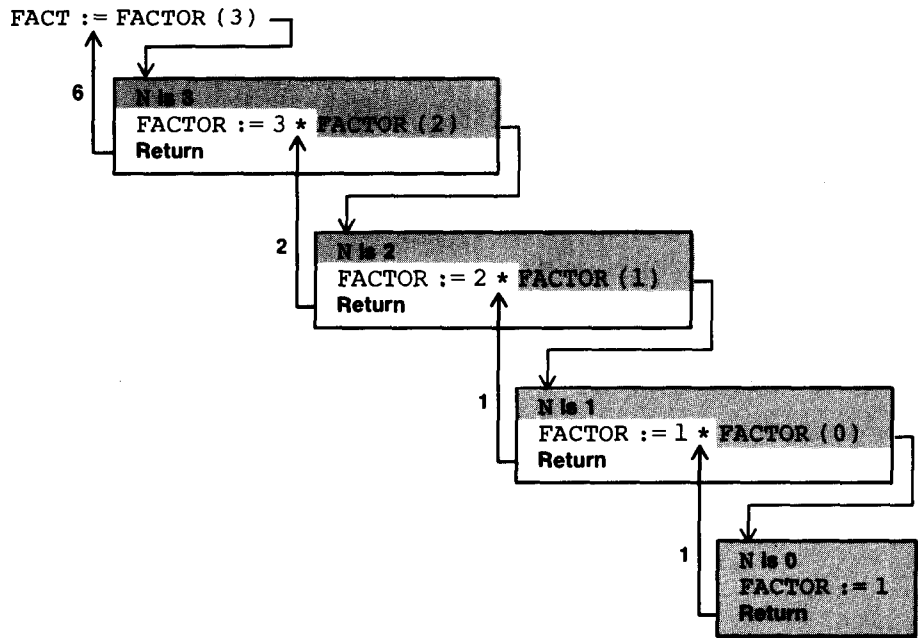 FACT := FACTOR (3)
6
N is 3
FACTOR := 3 * FACTOR (2)
Return
2
N is 2
FACTOR := 2 * FACTOR (1)
Return
1
N is 1
FACTOR := 1 * FACTOR (0)
Return
1
N is 0
FACTOR := 1
Return